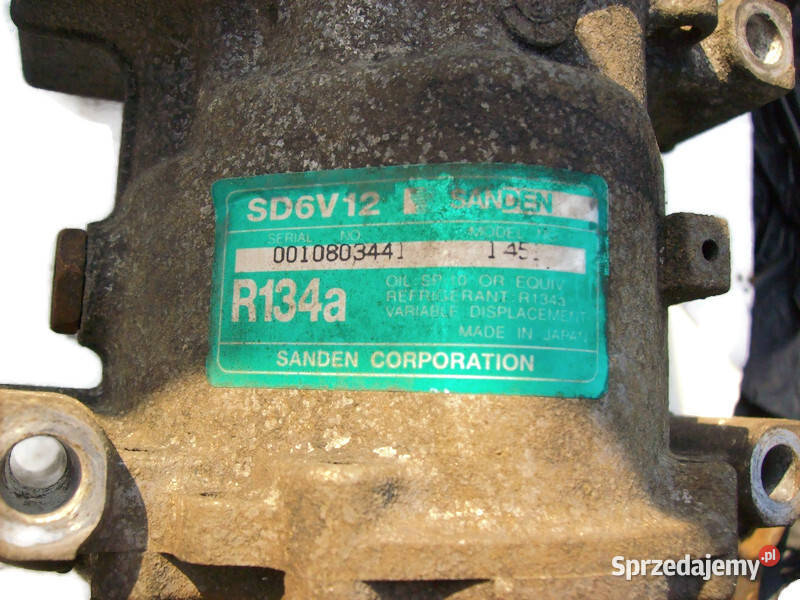 SD6V12 SANDEN
SERIAL NO. MODEL
0010803441
R134a
OIL SP 10 OR EQUIV
REFRIGERANT: R134a
VARIABLE DISPLACEMENT
MADE IN JAPAN
SANDEN CORPORATION
Sprzedajemy.pl